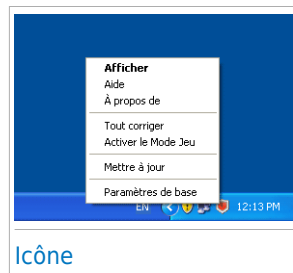 Afficher
Aide
À propos de
Tout corriger
Activer le Mode Jeu
Mettre à jour
Paramètres de base
EN
12:13 PM
Icône